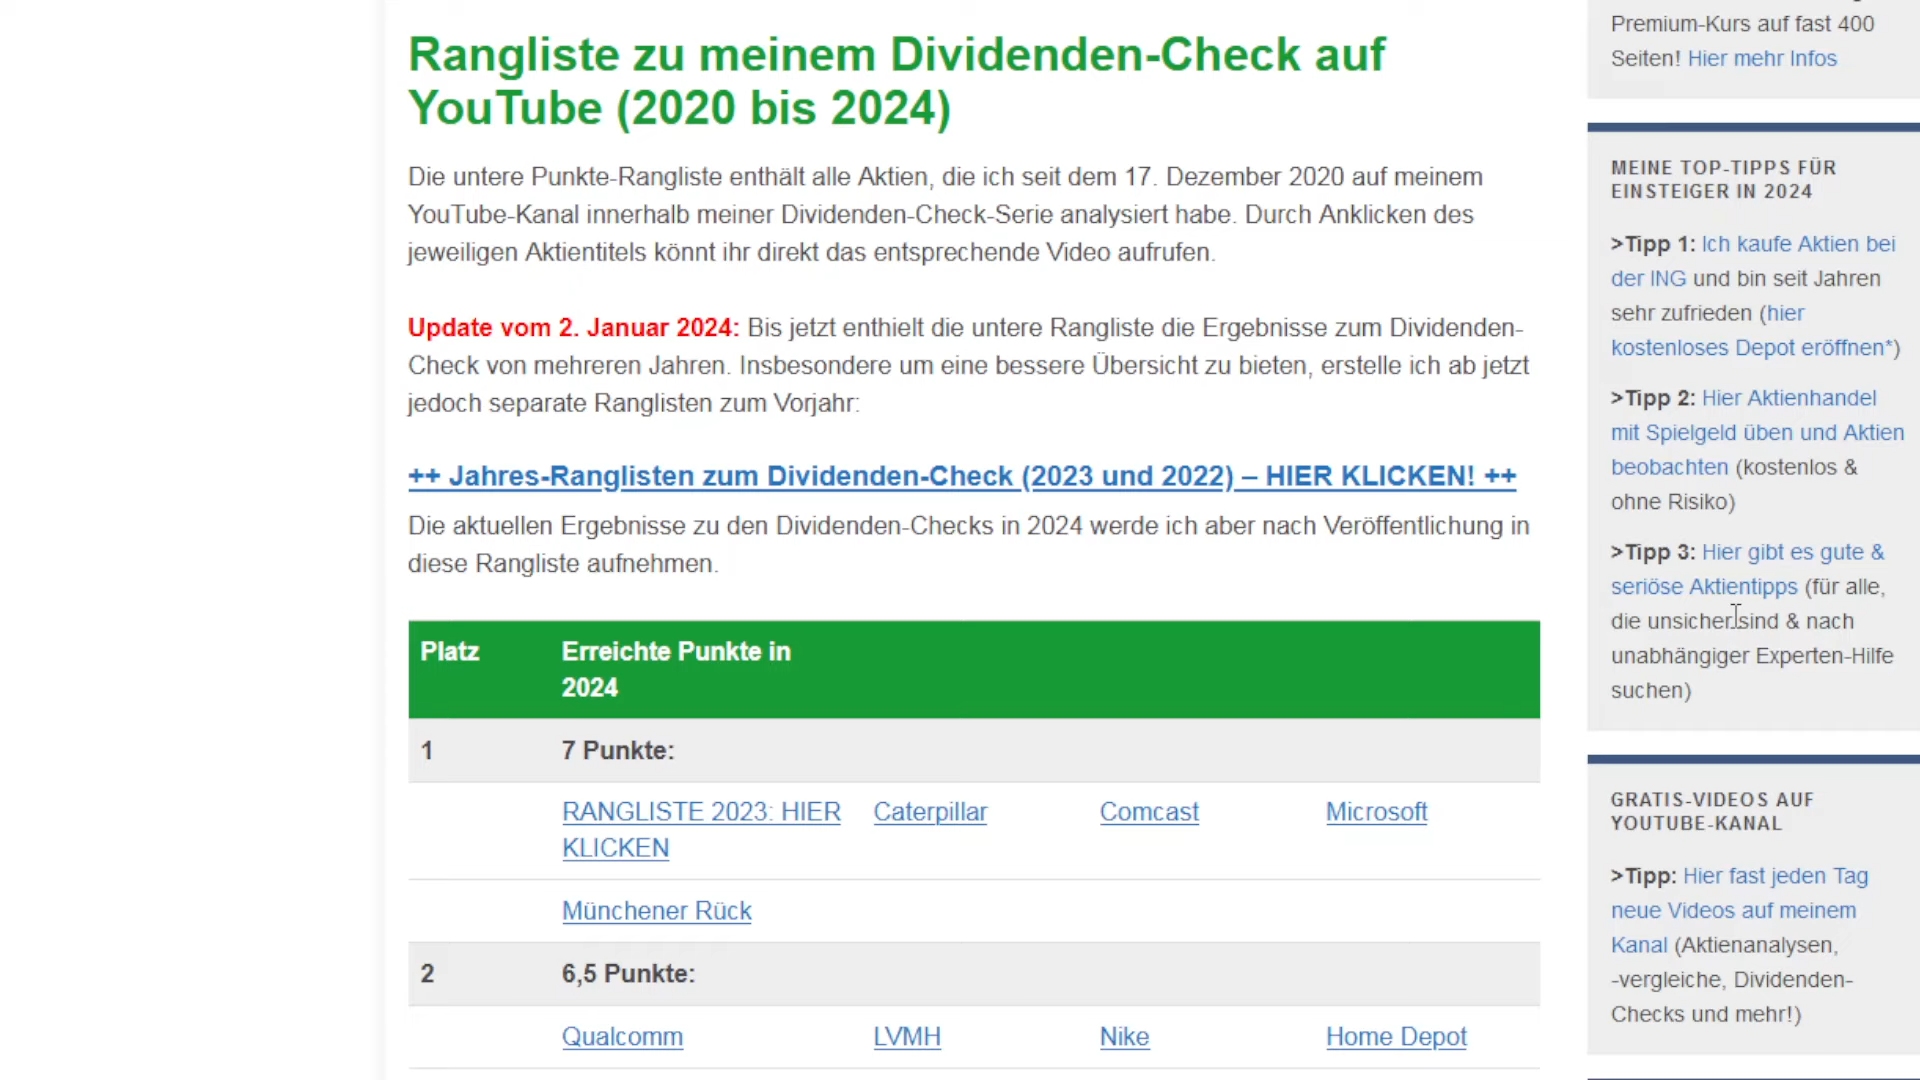 Rangliste zu meinem Dividenden-Check auf
YouTube (2020 bis 2024)
Die untere Punkte-Rangliste enthält alle Aktien, die ich seit dem 17. Dezember 2020 auf meinem
YouTube-Kanal innerhalb meiner Dividenden-Check-Serie analysiert habe. Durch Anklicken des
jeweiligen Aktientitels könnt ihr direkt das entsprechende Video aufrufen.
Update vom 2. Januar 2024: Bis jetzt enthielt die untere Rangliste die Ergebnisse zum Dividenden-
Check von mehreren Jahren. Insbesondere um eine bessere Übersicht zu bieten, erstelle ich ab jetzt
jedoch separate Ranglisten zum Vorjahr:
++ Jahres-Ranglisten zum Dividenden-Check (2023 und 2022) – HIER KLICKEN! ++
Die aktuellen Ergebnisse zu den Dividenden-Checks in 2024 werde ich aber nach Veröffentlichung in
diese Rangliste aufnehmen.
Platz Erreichte Punkte in
2024
1 7 Punkte:
RANGLISTE 2023: HIER Caterpillar Comcast Microsoft
KLICKEN
Münchener Rück
2 6,5 Punkte:
Qualcomm LVMH Nike Home Depot
Premium-Kurs auf fast 400
Seiten! Hier mehr Infos
MEINE TOP-TIPPS FÜR
EINSTEIGER IN 2024
>Tipp 1: Ich kaufe Aktien bei
der ING und bin seit Jahren
sehr zufrieden (hier
kostenloses Depot eröffnen*)
>Tipp 2: Hier Aktienhandel
mit Spielgeld üben und Aktien
beobachten (kostenlos &
ohne Risiko)
>Tipp 3: Hier gibt es gute &
seriöse Aktientipps (für alle,
die unsicher sind & nach
unabhängiger Experten-Hilfe
suchen)
GRATIS-VIDEOS AUF
YOUTUBE-KANAL
>Tipp: Hier fast jeden Tag
neue Videos auf meinem
Kanal (Aktienanalysen,
-vergleiche, Dividenden-
Checks und mehr!)